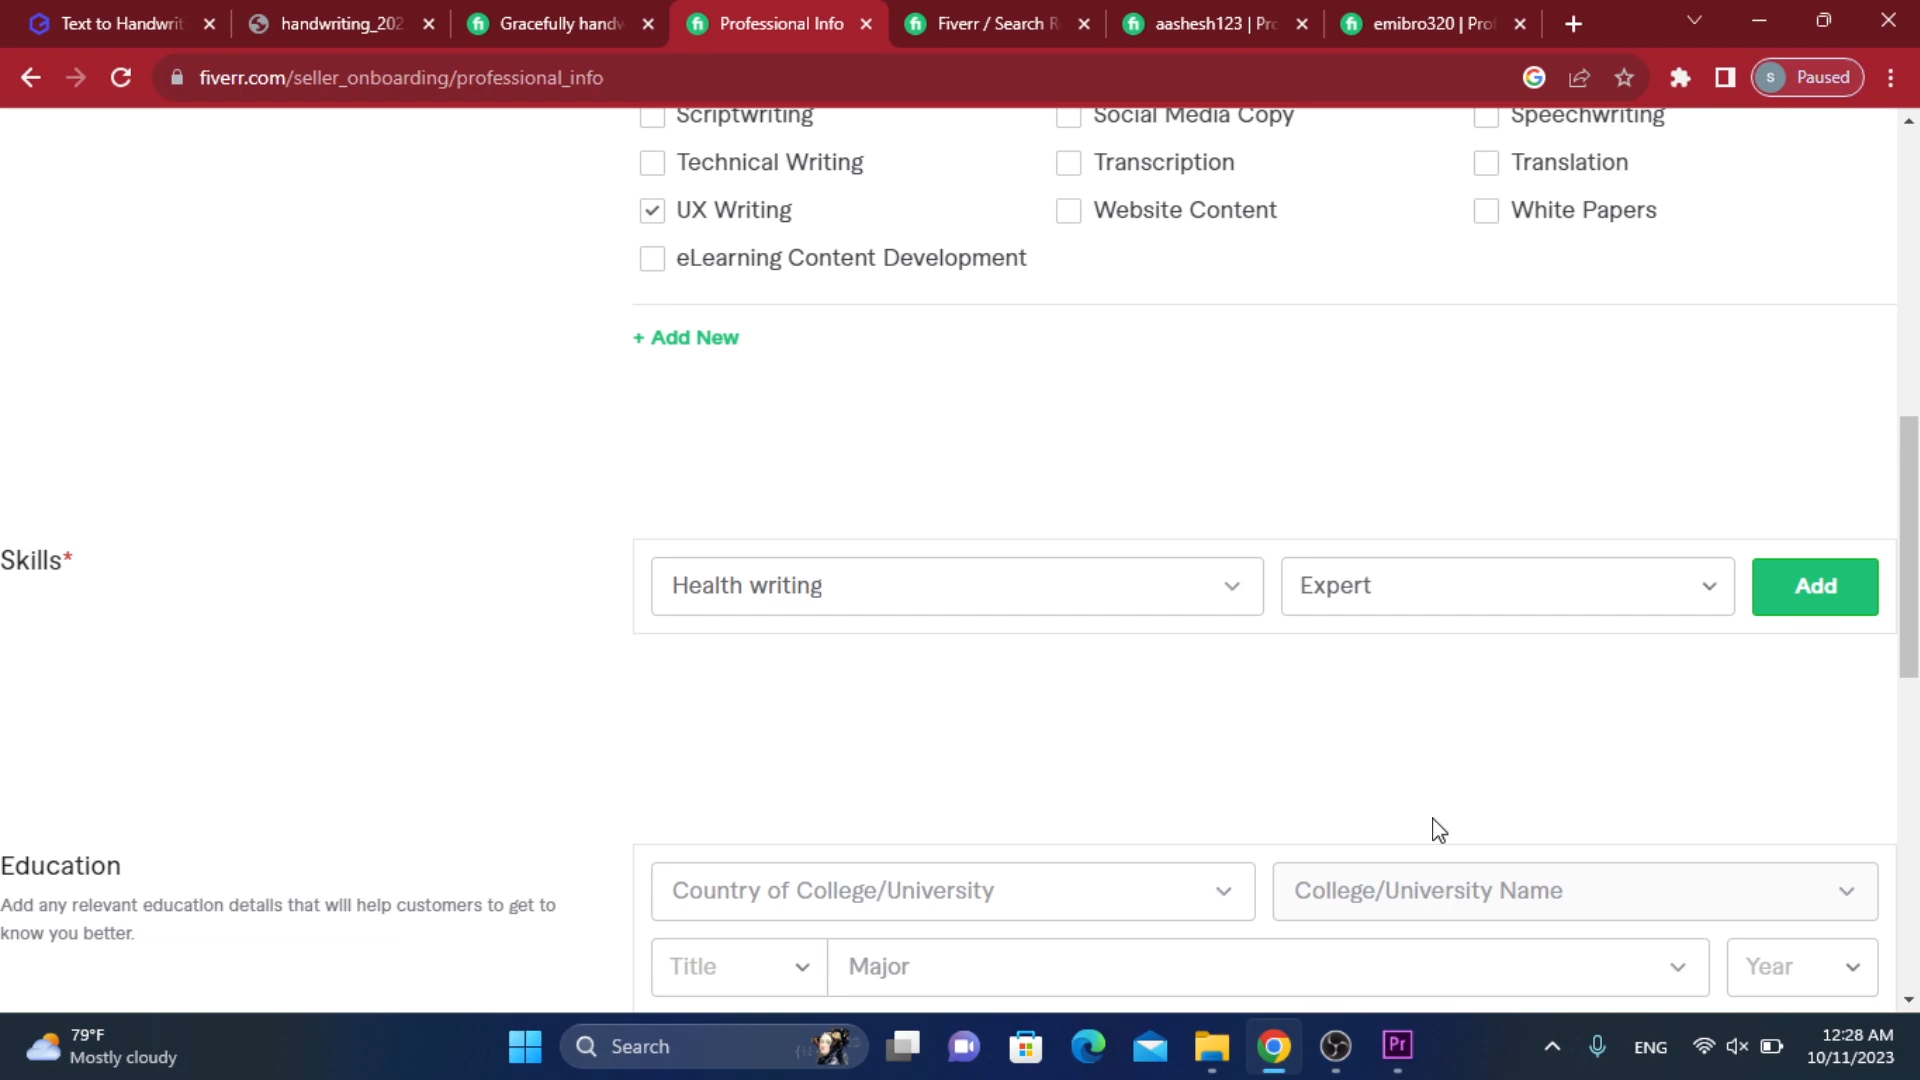 Text to Handwrit
handwriting_202
Gracefully handw
Professional Info
Fiverr / Search R
aashesh123 | Pro
emibro320 | Prof
fiverr.com/seller_onboarding/professional_info
S Paused
Scriptwriting
Social Media Copy
Speechwriting
Technical Writing
Transcription
Translation
UX Writing
Website Content
White Papers
eLearning Content Development
+ Add New
Skills*
Health writing
Expert
Add
Education
Add any relevant education details that will help customers to get to
know you better.
Country of College/University
College/University Name
Title
Major
Year
79°F
Mostly cloudy
Search
Pr
ENG
12:28 AM
10/11/2023